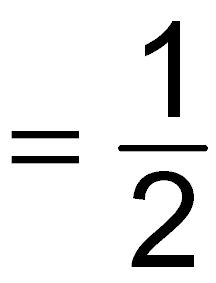 = 1/2